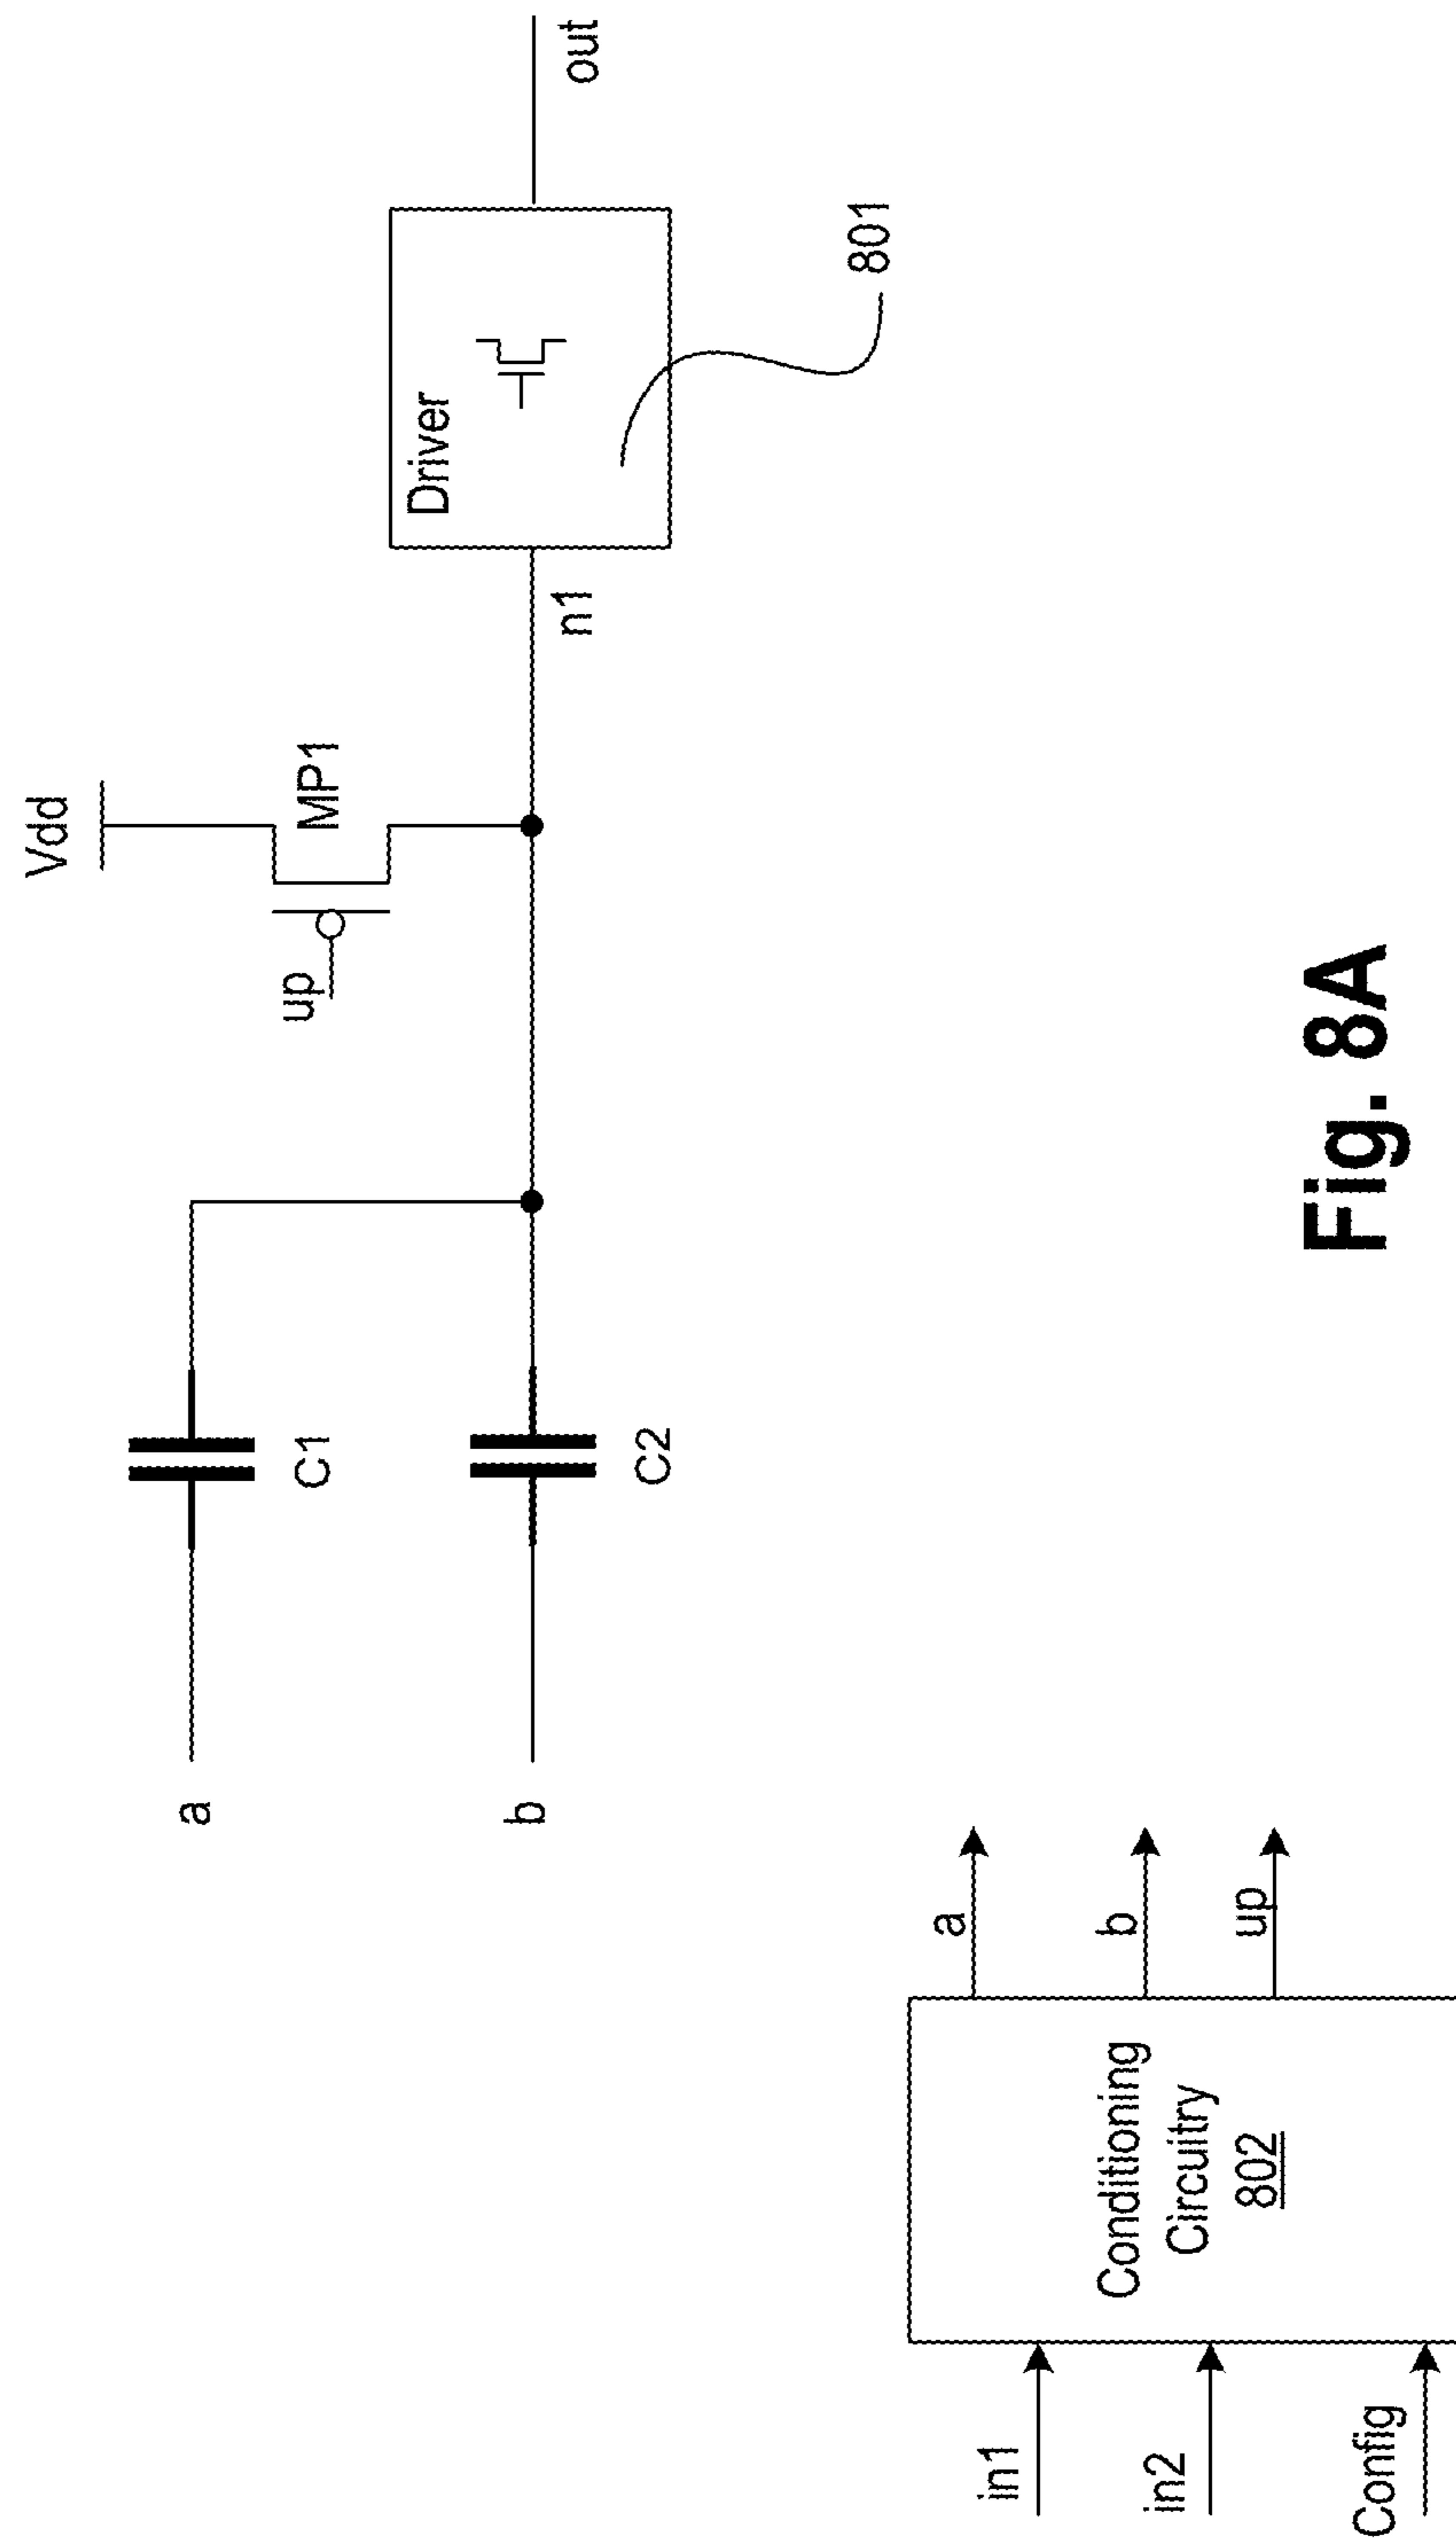 Vdd
up
MP1
a
C1
b
C2
n1
Driver
out
801
in1
in2
Config
Conditioning
Circuitry
802
a
b
up
Fig. 8A